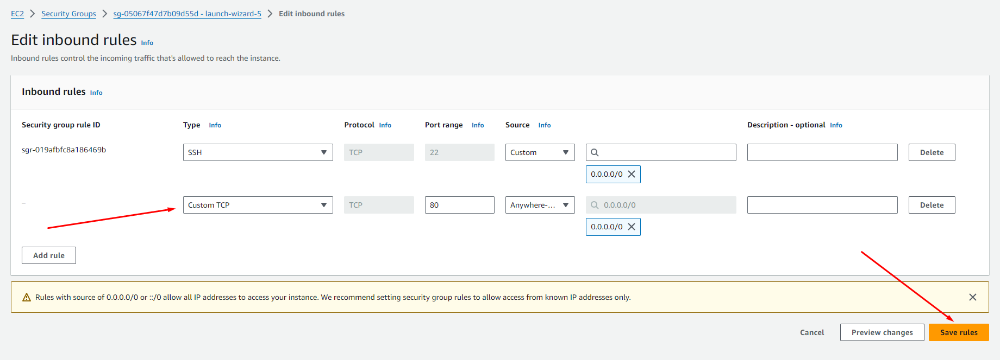 EC2 > Security Groups > sg-05067f47d7b09d55d - launch-wizard-5 > Edit inbound rules
Edit inbound rules Info
Inbound rules control the incoming traffic that's allowed to reach the instance.
Inbound rules Info
Security group rule ID Type Info Protocol Info Port range Info Source Info Description - optional Info
sgr-019afbfc8a186469b SSH TCP 22 Custom Delete
0.0.0.0/0
– Custom TCP TCP 80 Anywhere-... 0.0.0.0/0 Delete
0.0.0.0/0
Add rule
Rules with source of 0.0.0.0/0 or ::/0 allow all IP addresses to access your instance. We recommend setting security group rules to allow access from known IP addresses only.
Cancel Preview changes Save rules